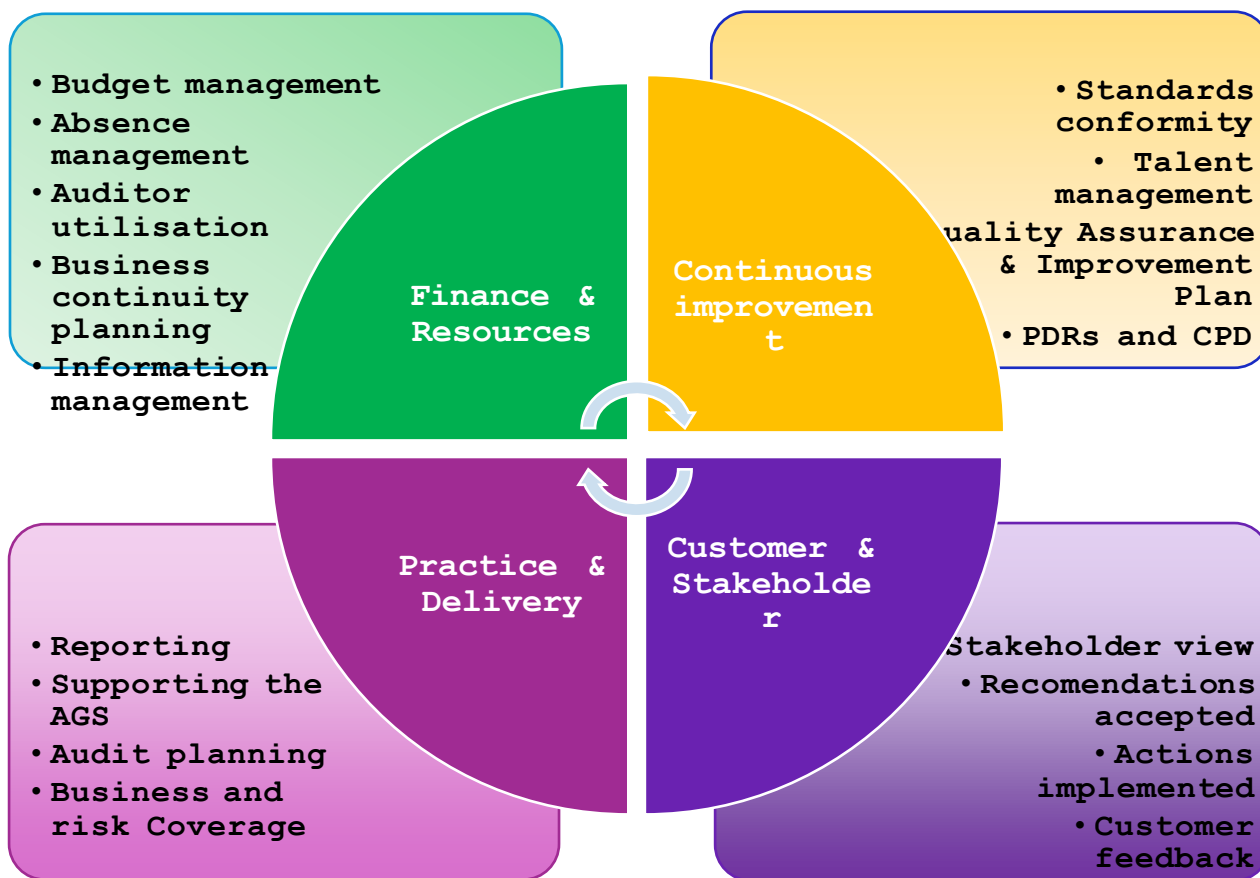 • Budget management
• Absence
management
• Auditor
utilisation
• Business
continuity
planning
• Information
management
Finance &
Resources
Continuous
improvemen
t
• Standards
conformity
• Talent
management
uality Assurance
& Improvement
Plan
• PDRs and CPD
Practice &
Delivery
Customer &
Stakeholde
r
• Reporting
• Supporting the
AGS
• Audit planning
• Business and
risk Coverage
Stakeholder view
• Recomendations
accepted
• Actions
implemented
• Customer
feedback